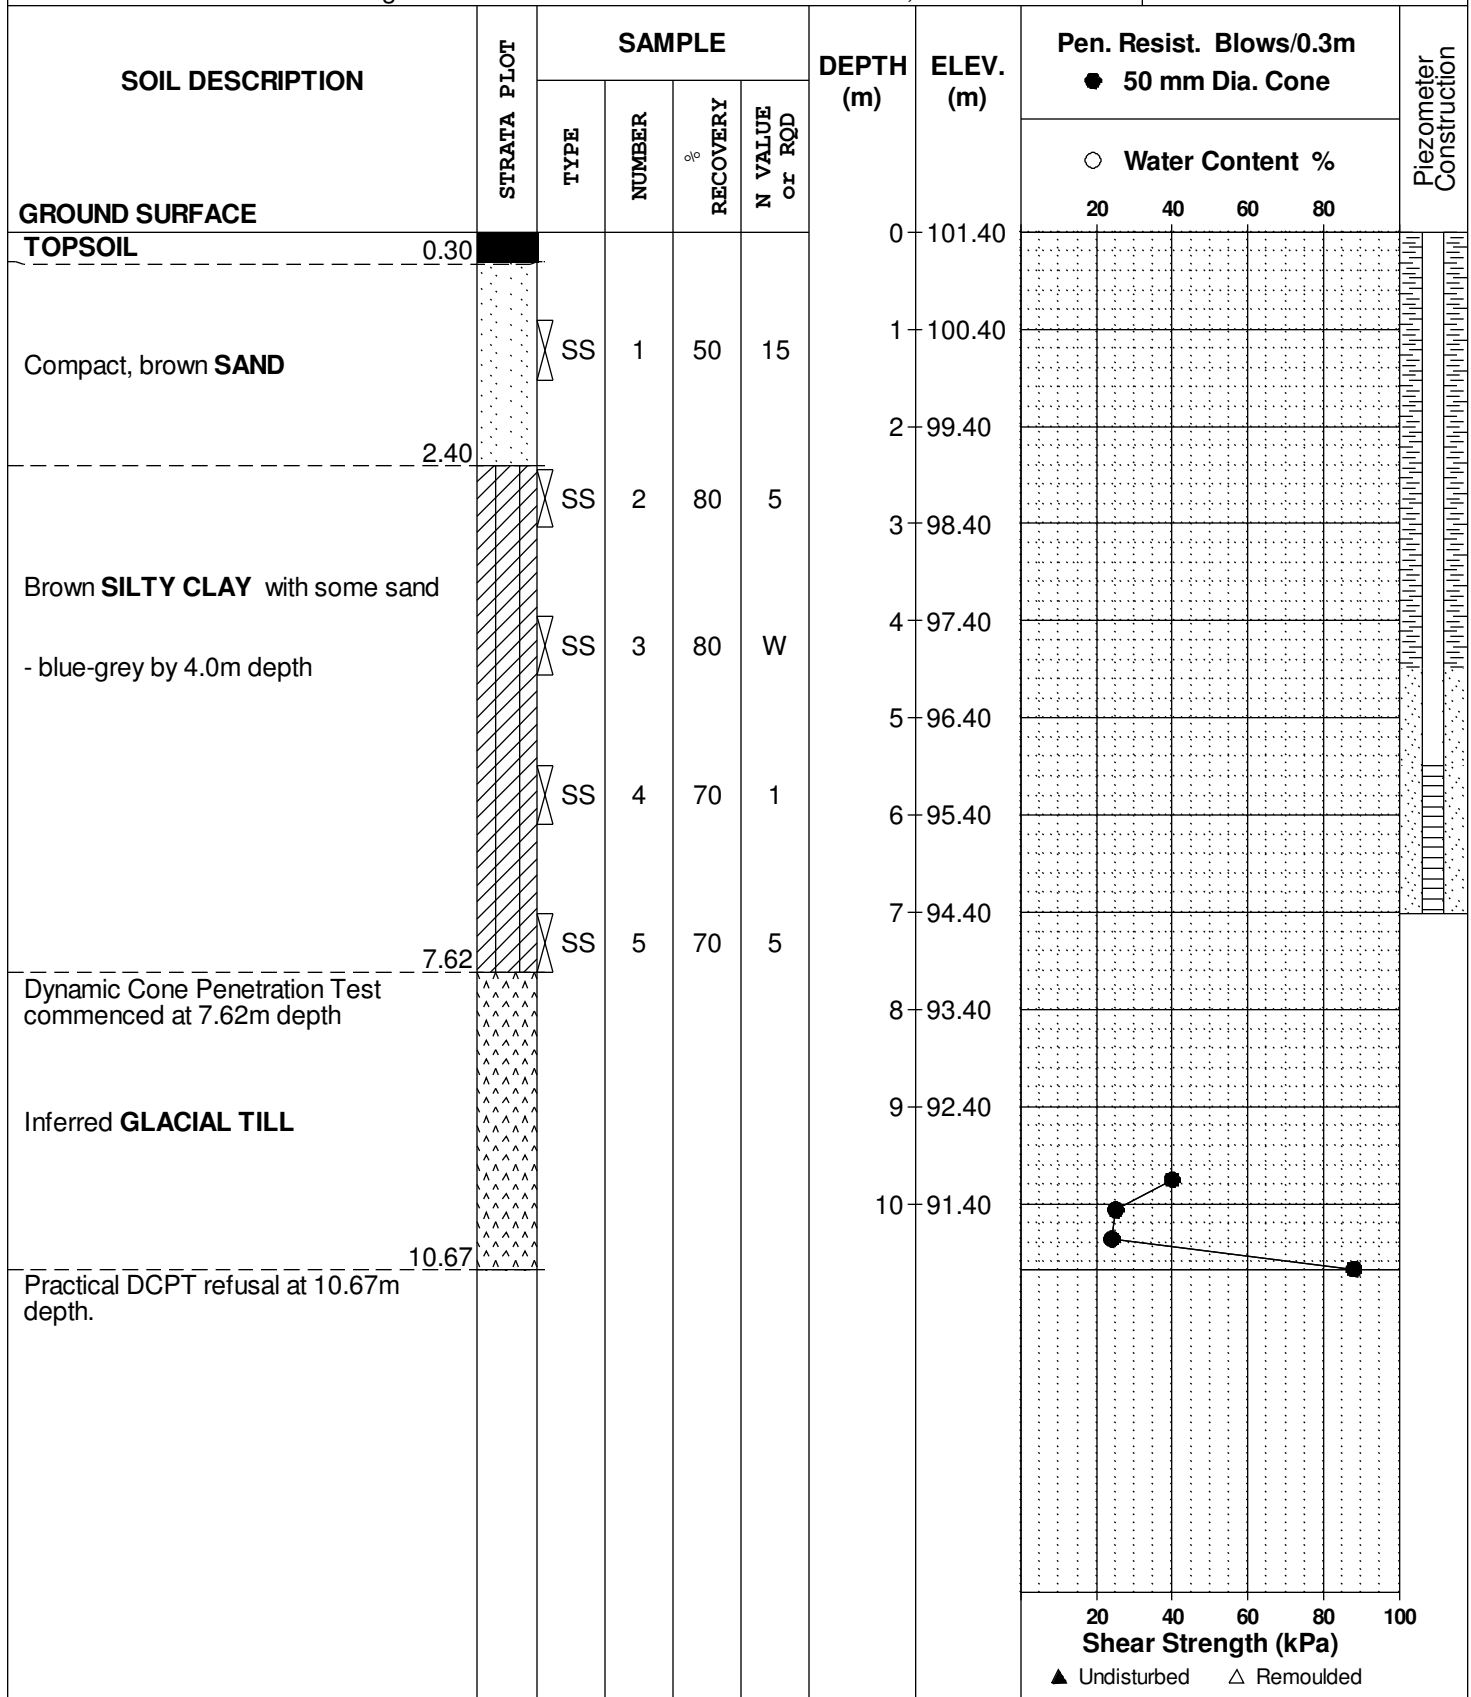 SOIL DESCRIPTION
GROUND SURFACE
STRATA PLOT
SAMPLE
TYPE
NUMBER
%
RECOVERY
N VALUE
or RQD
DEPTH
(m)
ELEV.
(m)
Pen. Resist. Blows/0.3m
● 50 mm Dia. Cone
○ Water Content %
20 40 60 80
Piezometer
Construction
TOPSOIL 0.30
0 101.40
1 100.40
Compact, brown SAND
SS 1 50 15
2 99.40
2.40
SS 2 80 5
3 98.40
Brown SILTY CLAY with some sand
4 97.40
SS 3 80 W
- blue-grey by 4.0m depth
5 96.40
SS 4 70 1
6 95.40
7 94.40
SS 5 70 5
7.62
Dynamic Cone Penetration Test
commenced at 7.62m depth
8 93.40
9 92.40
Inferred GLACIAL TILL
10 91.40
10.67
Practical DCPT refusal at 10.67m
depth.
20 40 60 80 100
Shear Strength (kPa)
▲ Undisturbed △ Remoulded